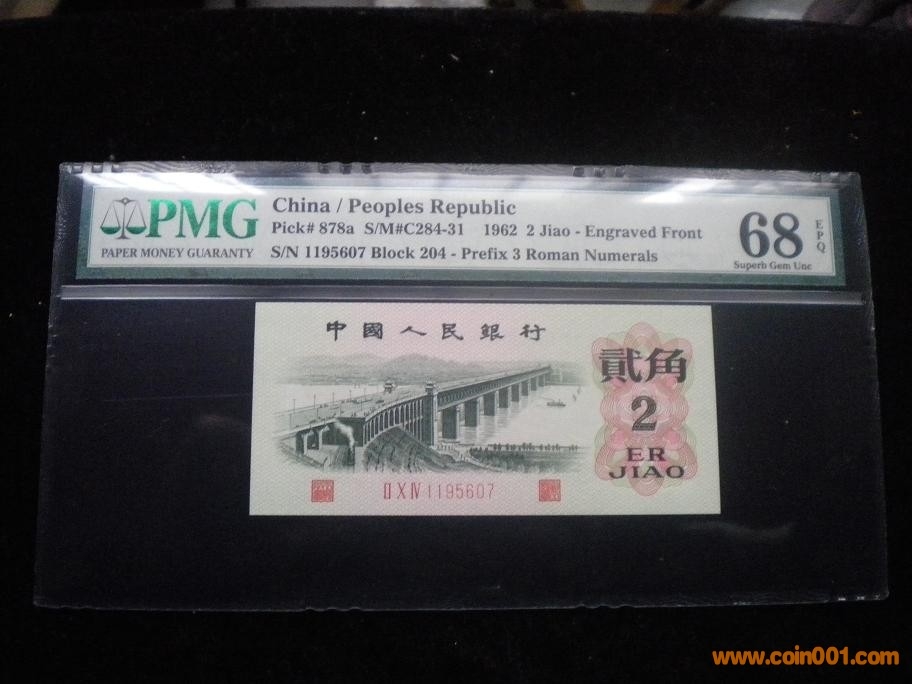 PMG
PAPER MONEY GUARANTY
China / Peoples Republic
Pick# 878a S/M#C284-31 1962 2 Jiao - Engraved Front
S/N 1195607 Block 204 - Prefix 3 Roman Numerals
68
EPQ
Superb Gem Unc
中國人民銀行
貳角
2
ER
JIAO
II X IV 1195607
www.coin001.com